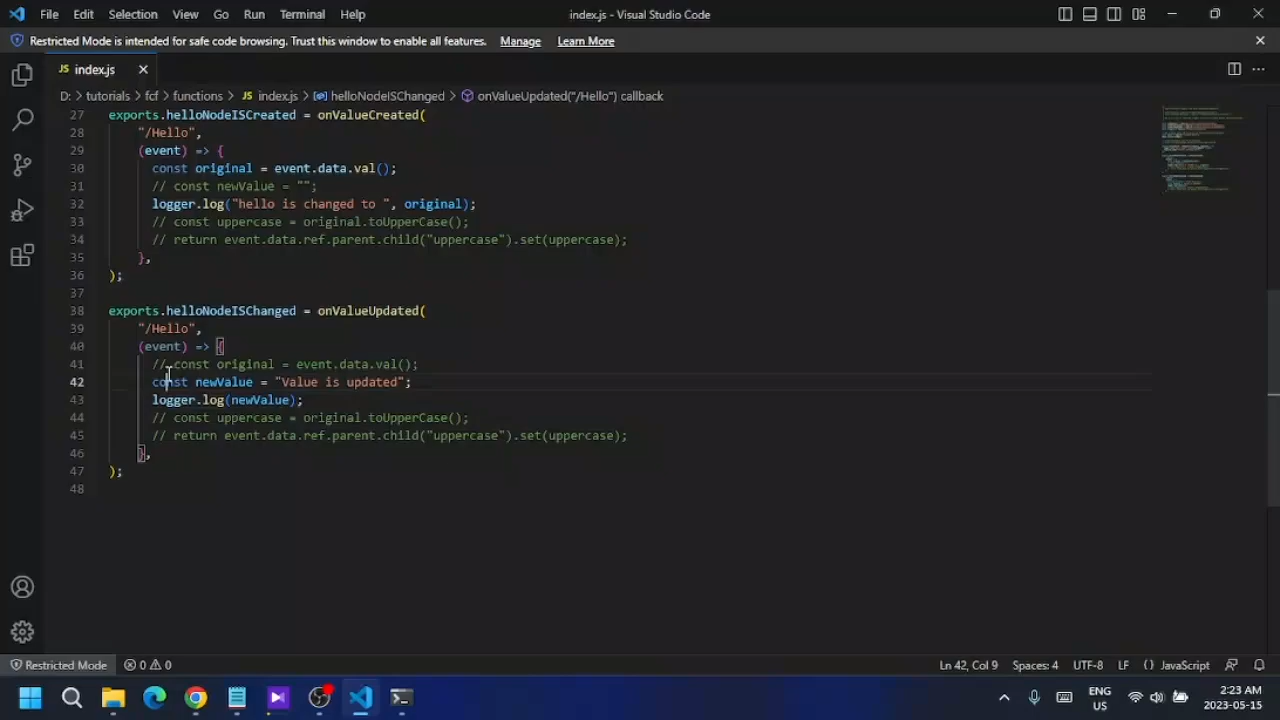 File Edit Selection View Go Run Terminal Help index.js - Visual Studio Code
Restricted Mode is intended for safe code browsing. Trust this window to enable all features. Manage Learn More
JS index.js
D: > tutorials > fcf > functions > JS index.js > helloNodeISChanged > onValueUpdated("/Hello") callback
27 exports.helloNodeISCreated = onValueCreated(
28 "/Hello",
29 (event) => {
30 const original = event.data.val();
31 // const newValue = "";
32 logger.log("hello is changed to ", original);
33 // const uppercase = original.toUpperCase();
34 // return event.data.ref.parent.child("uppercase").set(uppercase);
35 },
36 );
37
38 exports.helloNodeISChanged = onValueUpdated(
39 "/Hello",
40 (event) => {
41 // const original = event.data.val();
42 const newValue = "Value is updated";
43 logger.log(newValue);
44 // const uppercase = original.toUpperCase();
45 // return event.data.ref.parent.child("uppercase").set(uppercase);
46 },
47 );
48
Restricted Mode 0 0 Ln 42, Col 9 Spaces: 4 UTF-8 LF {} JavaScript
ENG US 2:23 AM
2023-05-15